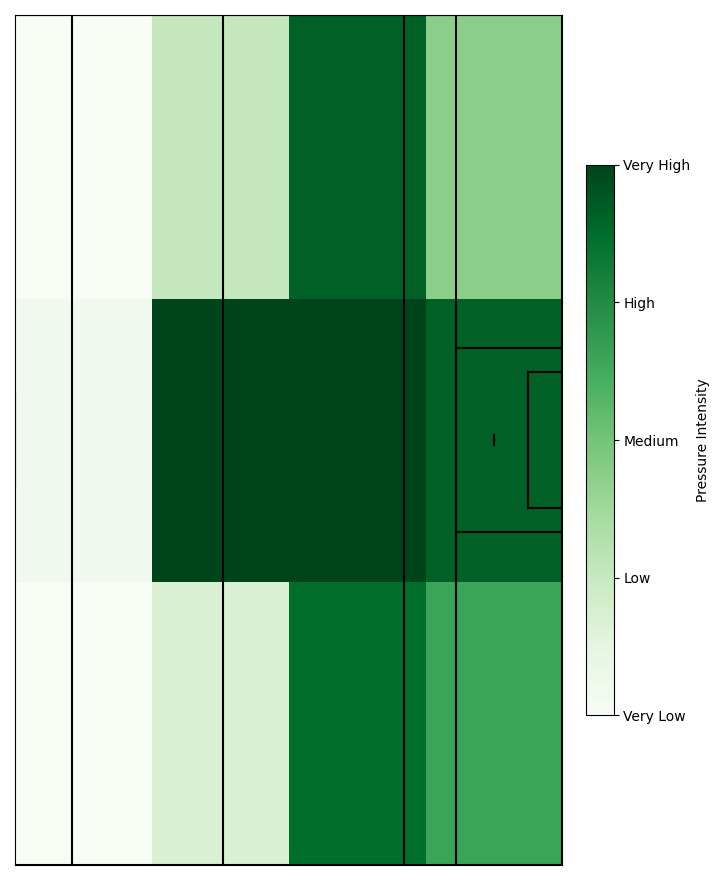 Very High
High
Medium
Low
Very Low
Pressure Intensity